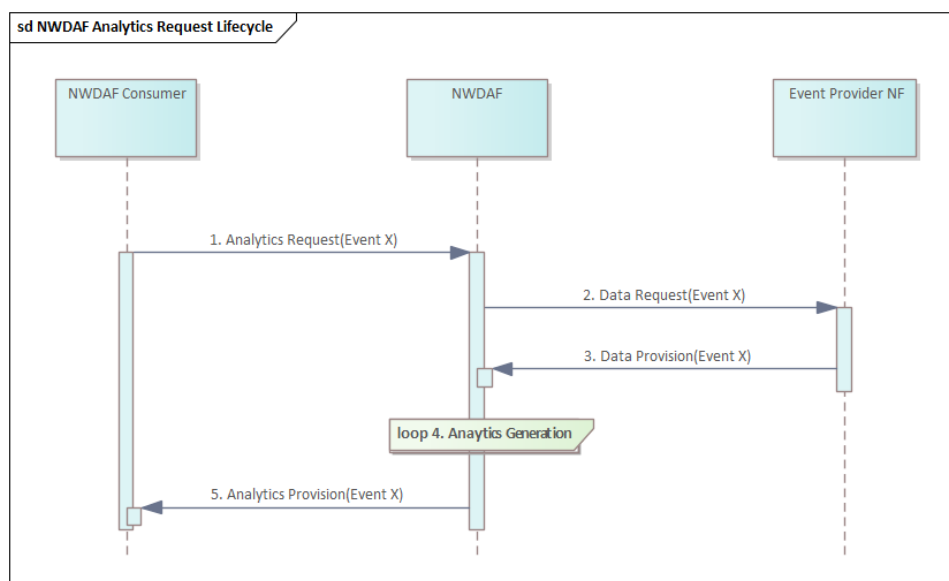 sd NWDAF Analytics Request Lifecycle
NWDAF Consumer
NWDAF
Event Provider NF
1. Analytics Request(Event X)
2. Data Request(Event X)
3. Data Provision(Event X)
loop 4. Anaytics Generation
5. Analytics Provision(Event X)